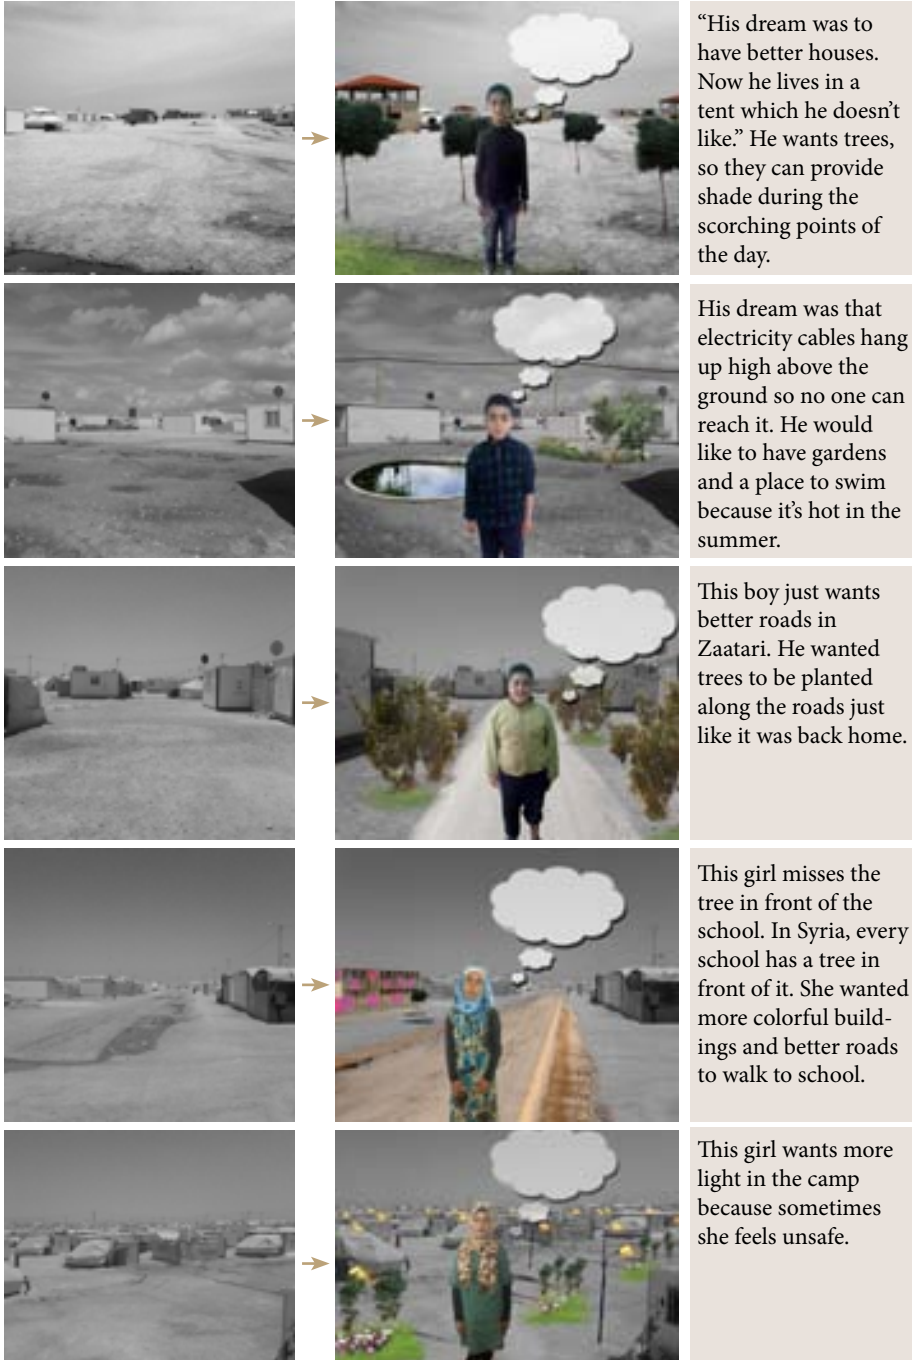 “His dream was to
have better houses.
Now he lives in a
tent which he doesn’t
like.” He wants trees,
so they can provide
shade during the
scorching points of
the day.
His dream was that
electricity cables hang
up high above the
ground so no one can
reach it. He would
like to have gardens
and a place to swim
because it’s hot in the
summer.
This boy just wants
better roads in
Zaatari. He wanted
trees to be planted
along the roads just
like it was back home.
This girl misses the
tree in front of the
school. In Syria, every
school has a tree in
front of it. She wanted
more colorful build-
ings and better roads
to walk to school.
This girl wants more
light in the camp
because sometimes
she feels unsafe.